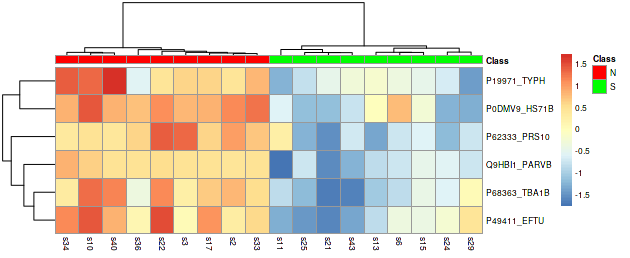 Class
P19971_TYPH
P0DMV9_HS71B
P62333_PRS10
Q9HBI1_PARVB
P68363_TBA1B
P49411_EFTU
s34 s10 s40 s36 s22 s3 s17 s2 s33 s11 s25 s21 s43 s13 s6 s15 s24 s29
1.5
1
0.5
0
-0.5
-1
-1.5
Class
N
S